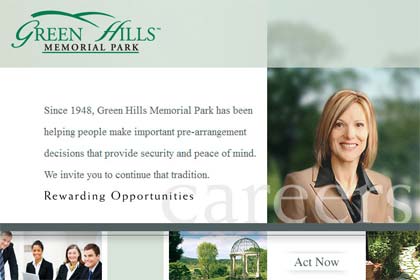 GREEN HILLS™
MEMORIAL PARK
Since 1948, Green Hills Memorial Park has been
helping people make important pre-arrangement
decisions that provide security and peace of mind.
We invite you to continue that tradition.
Rewarding Opportunities
careers
Act Now